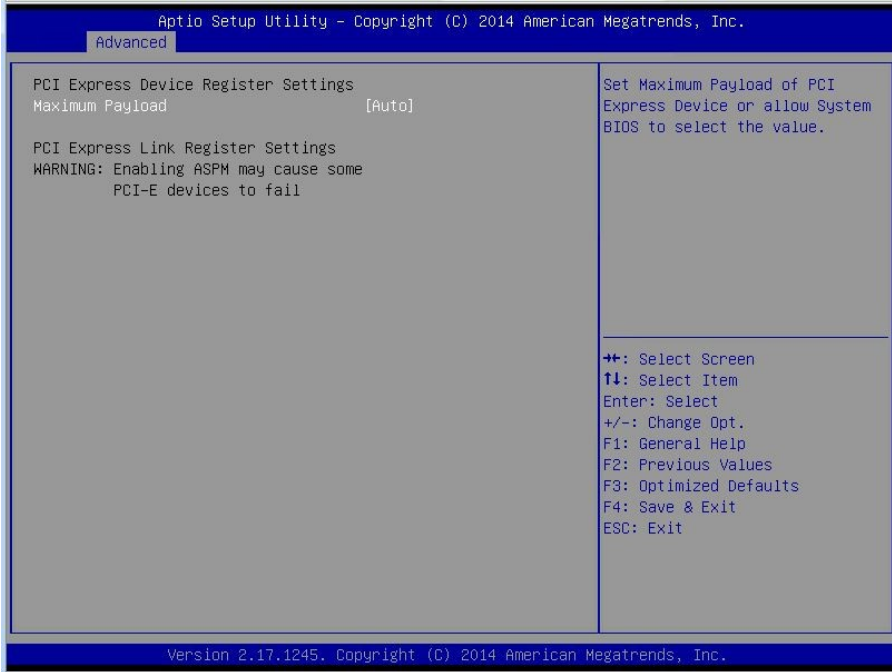 Aptio Setup Utility – Copyright (C) 2014 American Megatrends, Inc.
Advanced
PCI Express Device Register Settings
Maximum Payload [Auto]
PCI Express Link Register Settings
WARNING: Enabling ASPM may cause some
PCI-E devices to fail
Set Maximum Payload of PCI
Express Device or allow System
BIOS to select the value.
→←: Select Screen
↑↓: Select Item
Enter: Select
+/-: Change Opt.
F1: General Help
F2: Previous Values
F3: Optimized Defaults
F4: Save & Exit
ESC: Exit
Version 2.17.1245. Copyright (C) 2014 American Megatrends, Inc.